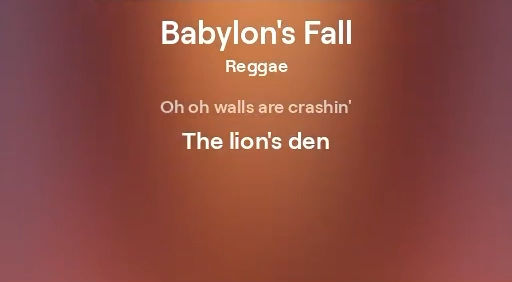 Babylon's Fall
Reggae
Oh oh walls are crashin'
The lion's den